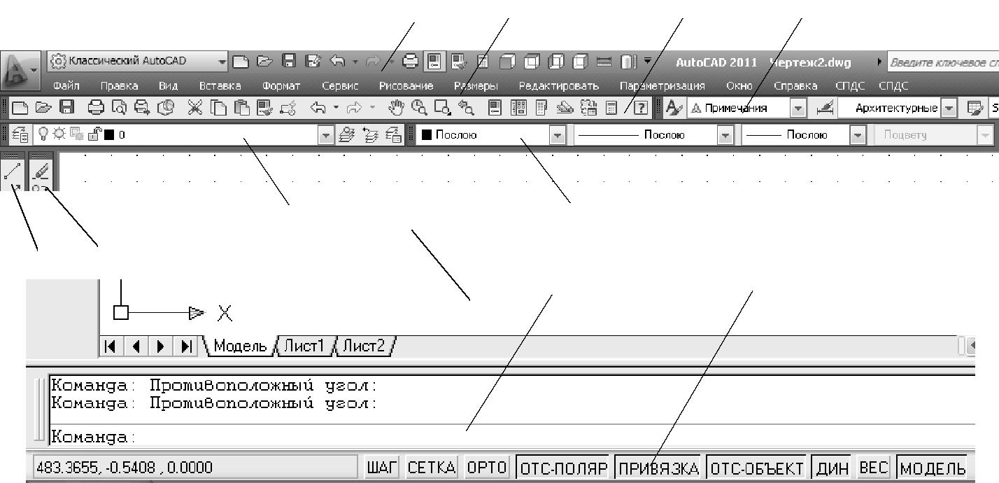 Классический AutoCAD AutoCAD 2011 Чертеж2.dwg Введите ключевое сл
Файл Правка Вид Вставка Формат Сервис Рисование Размеры Редактировать Параметризация Окно Справка СПДС СПДС
Примечания Архитектурные S
0 Послою Послою Послою Поцвету
X
Модель Лист1 Лист2
Команда: Противоположный угол:
Команда: Противоположный угол:
Команда:
483.3655, -0.5408 , 0.0000 ШАГ СЕТКА ОРТО ОТС-ПОЛЯР ПРИВЯЗКА ОТС-ОБЪЕКТ ДИН ВЕС МОДЕЛЬ